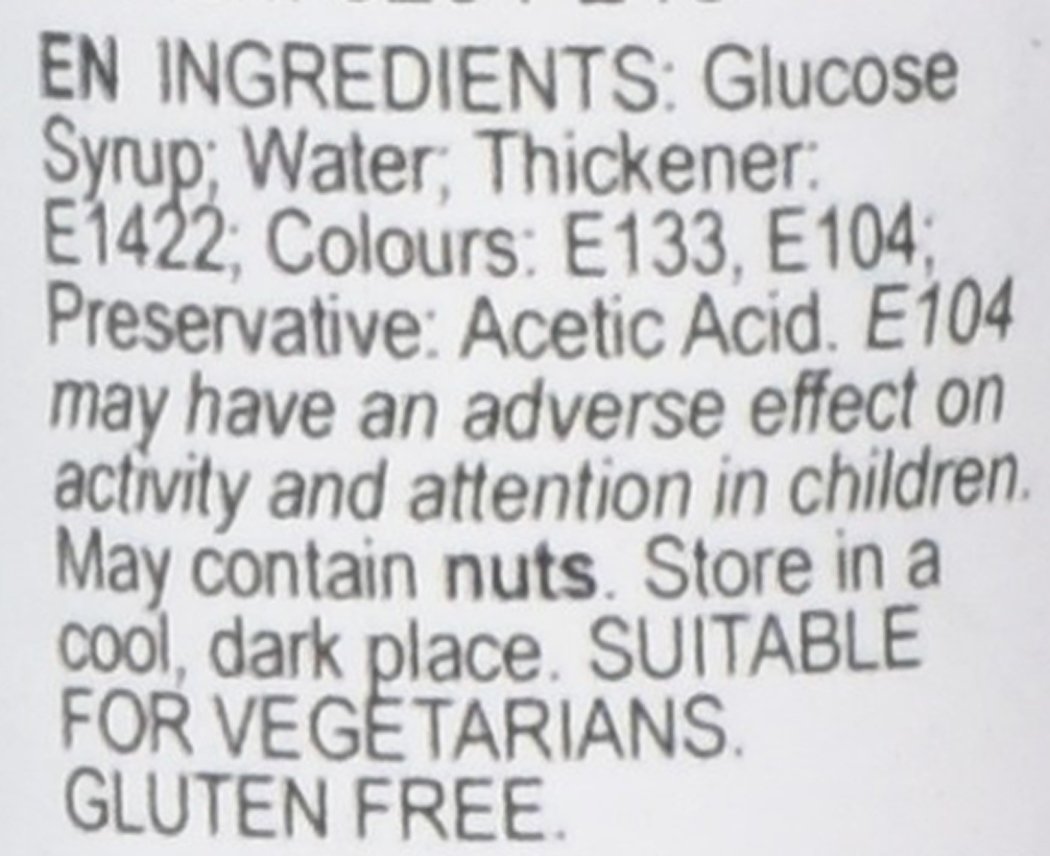 EN INGREDIENTS: Glucose
Syrup; Water; Thickener:
E1422; Colours: E133, E104;
Preservative: Acetic Acid. E104
may have an adverse effect on
activity and attention in children.
May contain nuts. Store in a
cool, dark place. SUITABLE
FOR VEGETARIANS.
GLUTEN FREE.